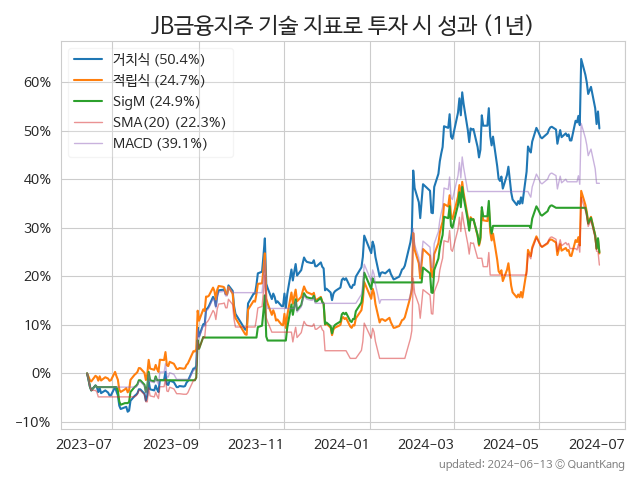 JB금융지주 기술 지표로 투자 시 성과 (1년)
거치식 (50.4%)
적립식 (24.7%)
SigM (24.9%)
SMA(20) (22.3%)
MACD (39.1%)
60%
50%
40%
30%
20%
10%
0%
−10%
2023-07
2023-09
2023-11
2024-01
2024-03
2024-05
2024-07
updated: 2024-06-13 ⓒ QuantKang